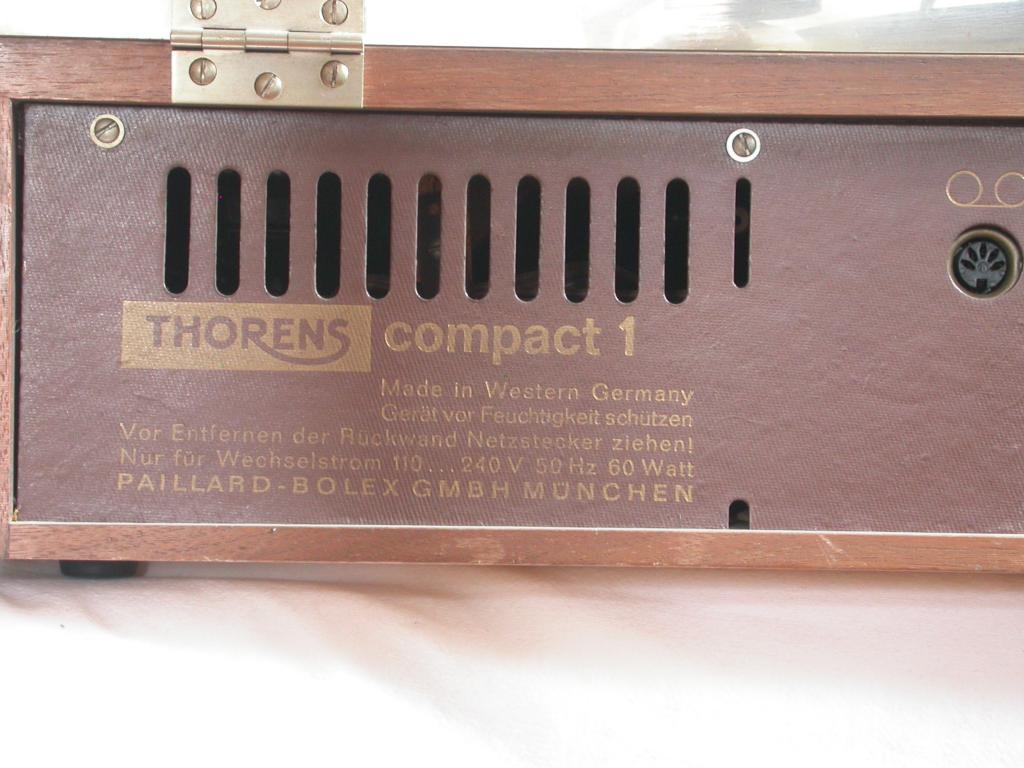 THORENS compact 1
Made in Western Germany
Gerät vor Feuchtigkeit schützen
Vor Entfernen der Rückwand Netzstecker ziehen!
Nur für Wechselstrom 110...240 V 50 Hz 60 Watt
PAILLARD-BOLEX GMBH MÜNCHEN